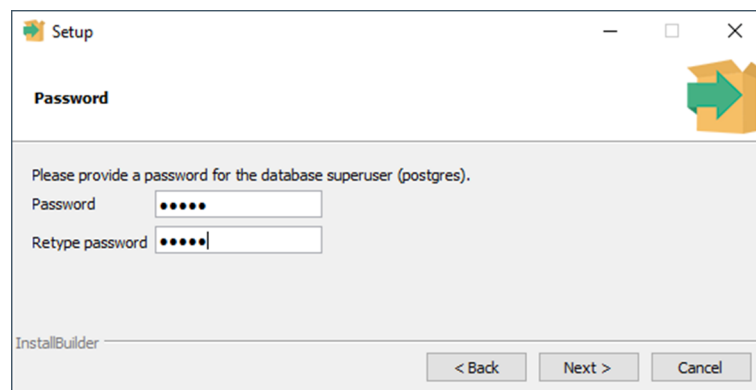 Setup
Password
Please provide a password for the database superuser (postgres).
Password •••••
Retype password •••••
InstallBuilder
< Back Next > Cancel